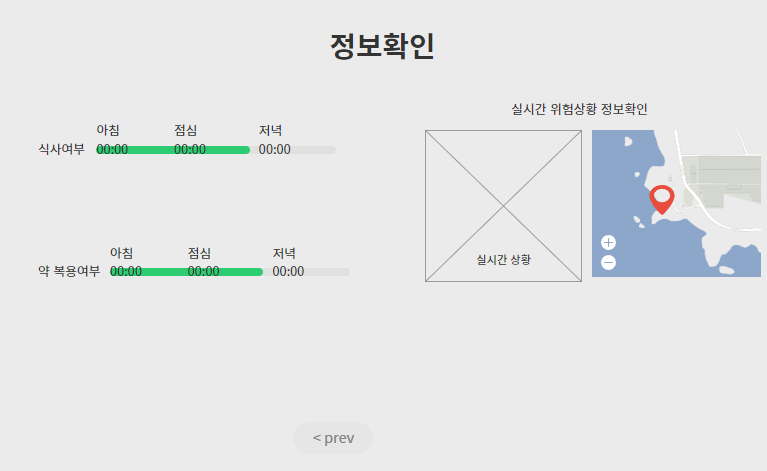 정보확인
아침 점심 저녁
식사여부 00:00 00:00 00:00
약 복용여부
아침 점심 저녁
00:00 00:00 00:00
실시간 위험상황 정보확인
실시간 상황
< prev